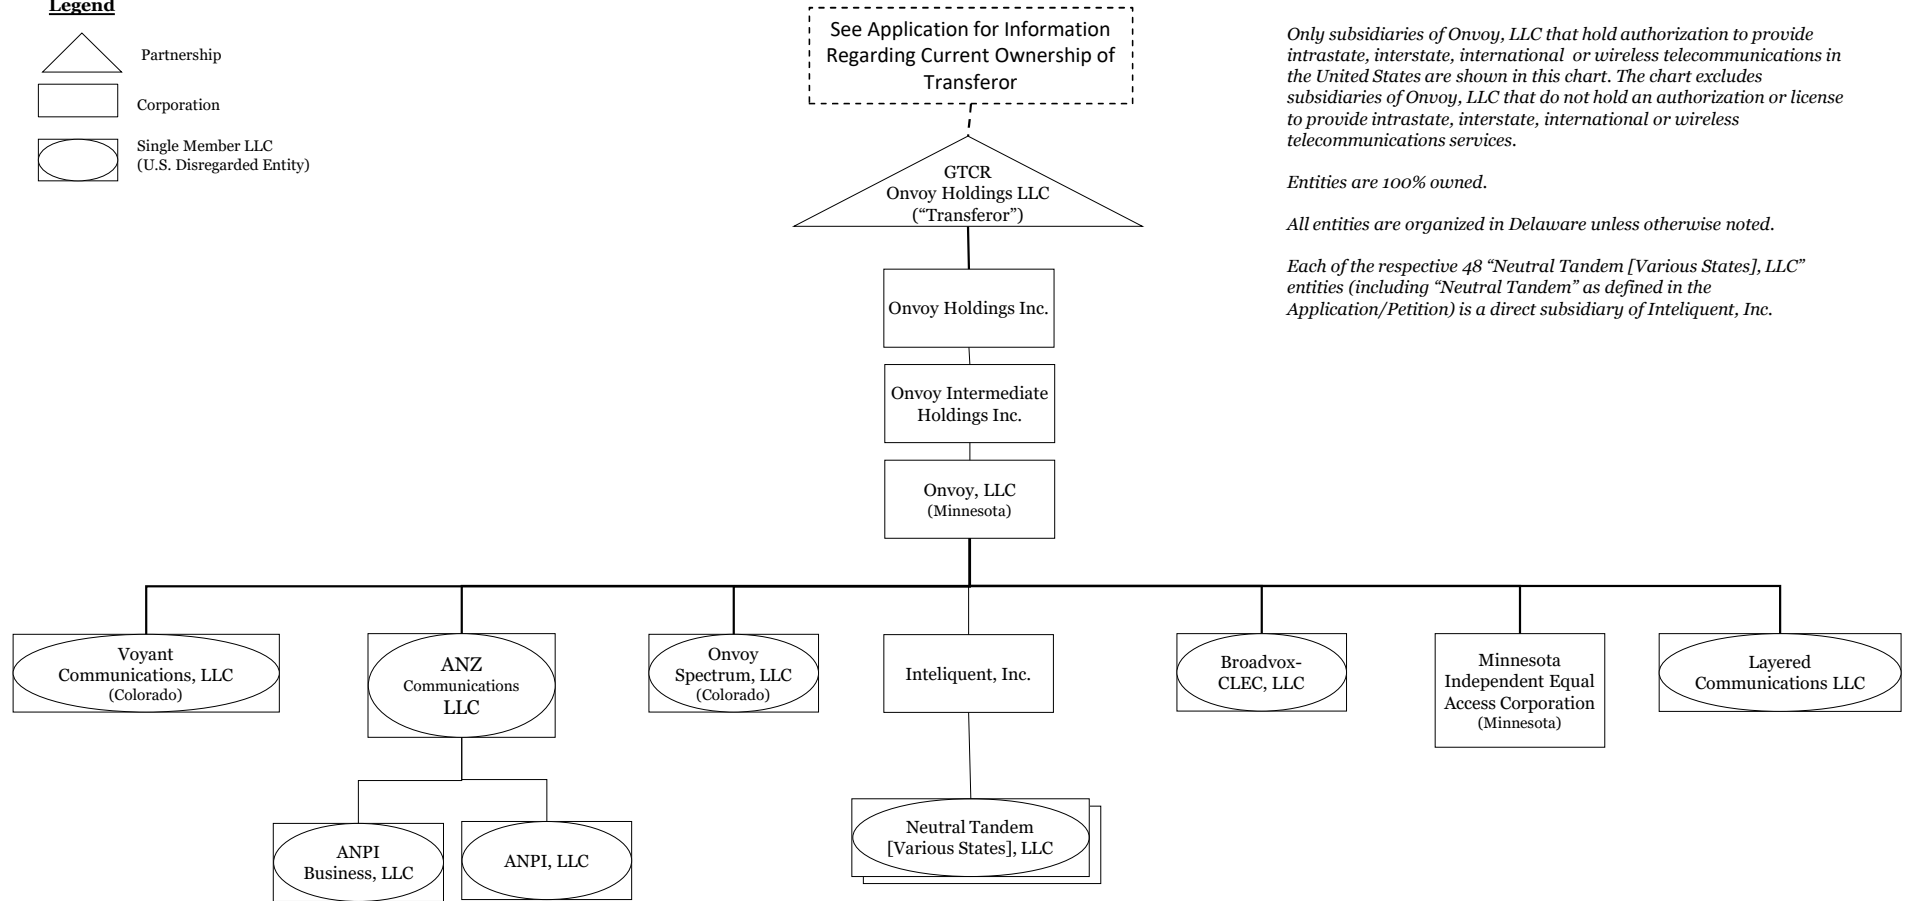 Legend
Partnership
Corporation
Single Member LLC
(U.S. Disregarded Entity)
See Application for Information
Regarding Current Ownership of
Transferor
Only subsidiaries of Onvoy, LLC that hold authorization to provide
intrastate, interstate, international or wireless telecommunications in
the United States are shown in this chart. The chart excludes
subsidiaries of Onvoy, LLC that do not hold an authorization or license
to provide intrastate, interstate, international or wireless
telecommunications services.
Entities are 100% owned.
All entities are organized in Delaware unless otherwise noted.
Each of the respective 48 “Neutral Tandem [Various States], LLC”
entities (including “Neutral Tandem” as defined in the
Application/Petition) is a direct subsidiary of Inteliquent, Inc.
GTCR
Onvoy Holdings LLC
(“Transferor”)
Onvoy Holdings Inc.
Onvoy Intermediate
Holdings Inc.
Onvoy, LLC
(Minnesota)
Voyant
Communications, LLC
(Colorado)
ANZ
Communications
LLC
Onvoy
Spectrum, LLC
(Colorado)
Inteliquent, Inc.
Broadvox-
CLEC, LLC
Minnesota
Independent Equal
Access Corporation
(Minnesota)
Layered
Communications LLC
ANPI
Business, LLC
ANPI, LLC
Neutral Tandem
[Various States], LLC